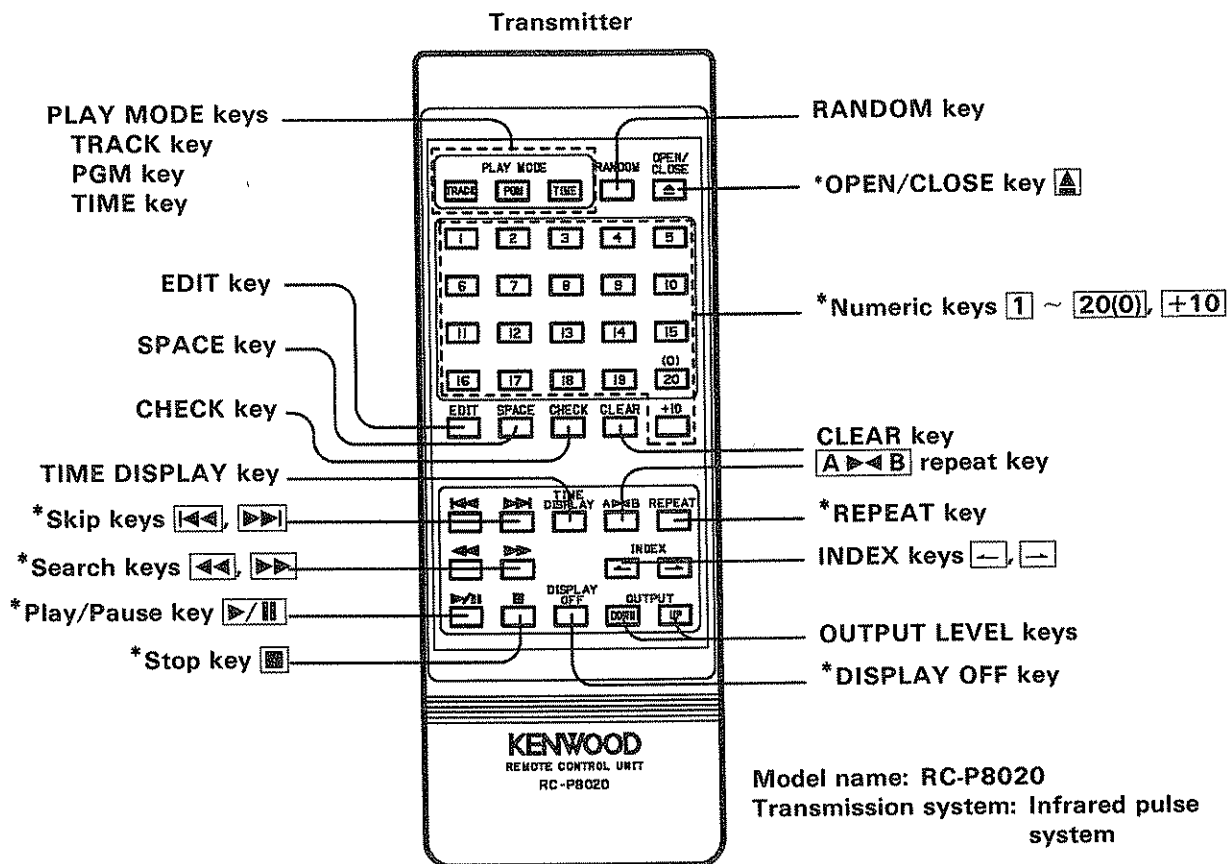 Transmitter
PLAY MODE keys
TRACK key
PGM key
TIME key
EDIT key
SPACE key
CHECK key
TIME DISPLAY key
*Skip keys |◀◀, ▶▶|
*Search keys ◀◀, ▶▶
*Play/Pause key ▶/II
*Stop key ■
PLAY MODE
RANDOM
OPEN/
CLOSE
TRACK PGM TIME ▲
1 2 3 4 5
6 7 8 9 10
11 12 13 14 15
(0)
16 17 18 19 20
EDIT SPACE CHECK CLEAR +10
|◀◀ ▶▶| TIME DISPLAY A▶◀B REPEAT
◀◀ ▶▶ INDEX
← →
▶/II ■ DISPLAY OFF OUTPUT
DOWN UP
KENWOOD
REMOTE CONTROL UNIT
RC-P8020
RANDOM key
*OPEN/CLOSE key ▲
*Numeric keys 1 ~ 20(0), +10
CLEAR key
A▶◀B repeat key
*REPEAT key
INDEX keys ←, →
OUTPUT LEVEL keys
*DISPLAY OFF key
Model name: RC-P8020
Transmission system: Infrared pulse
system